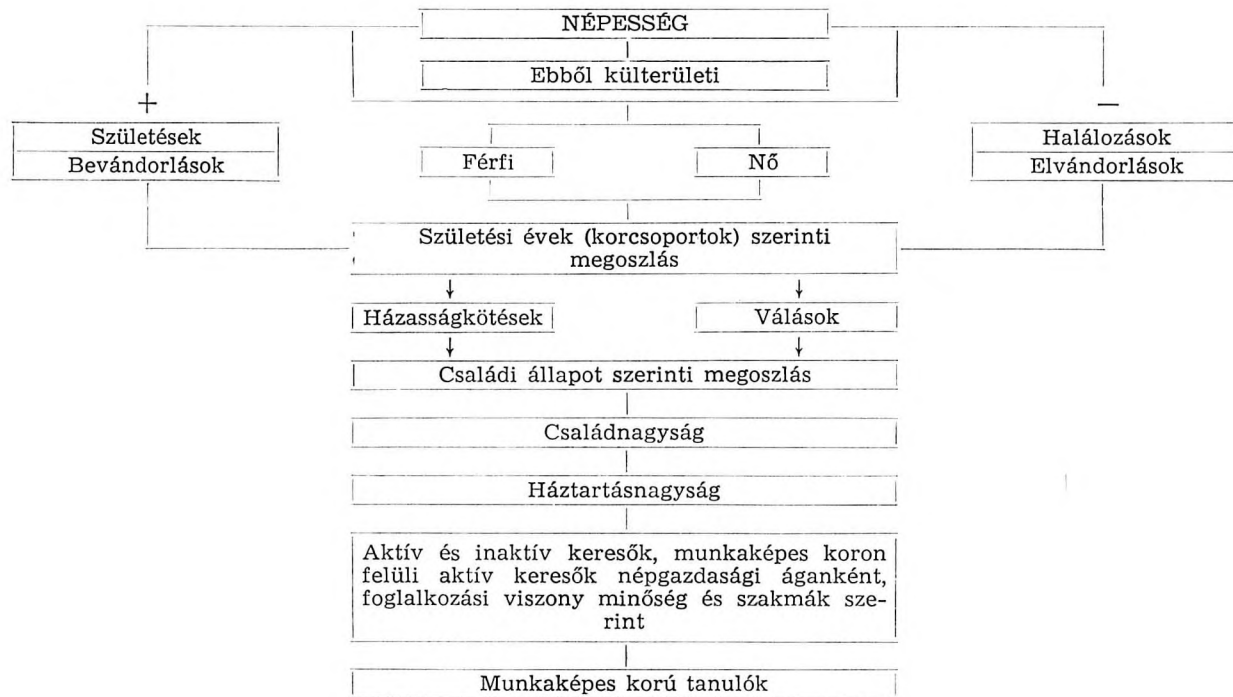 NÉPESSÉG
Ebből külterületi
+
—
Születések
Bevándorlások
Halálozások
Elvándorlások
Férfi
Nő
Születési évek (korcsoportok) szerinti
megoszlás
Házasságkötések
Válások
Családi állapot szerinti megoszlás
Családnagyság
Háztartásnagyság
Aktív és inaktív keresők, munkaképes koron
felüli aktív keresők népgazdasági áganként,
foglalkozási viszony minőség és szakmák sze-
rint
Munkaképes korú tanulók